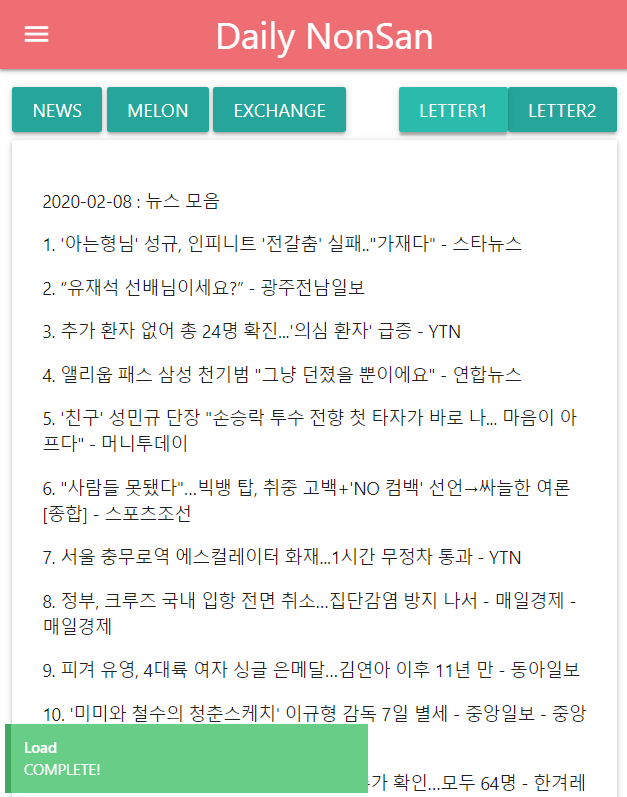 Daily NonSan
NEWS MELON EXCHANGE LETTER1 LETTER2
2020-02-08 : 뉴스 모음
1. '아는형님' 성규, 인피니트 '전갈춤' 실패.."가재다" - 스타뉴스
2. “유재석 선배님이세요?” - 광주전남일보
3. 추가 환자 없어 총 24명 확진...'의심 환자' 급증 - YTN
4. 앨리웁 패스 삼성 천기범 "그냥 던졌을 뿐이에요" - 연합뉴스
5. '친구' 성민규 단장 "손승락 투수 전향 첫 타자가 바로 나... 마음이 아
프다" - 머니투데이
6. "사람들 못됐다"…빅뱅 탑, 취중 고백+'NO 컴백' 선언→싸늘한 여론
[종합] - 스포츠조선
7. 서울 충무로역 에스컬레이터 화재...1시간 무정차 통과 - YTN
8. 정부, 크루즈 국내 입항 전면 취소…집단감염 방지 나서 - 매일경제 -
매일경제
9. 피겨 유영, 4대륙 여자 싱글 은메달…김연아 이후 11년 만 - 동아일보
10. '미미와 철수의 청춘스케치' 이규형 감독 7일 별세 - 중앙일보 - 중앙
Load
COMPLETE!
확인…모두 64명 - 한겨레